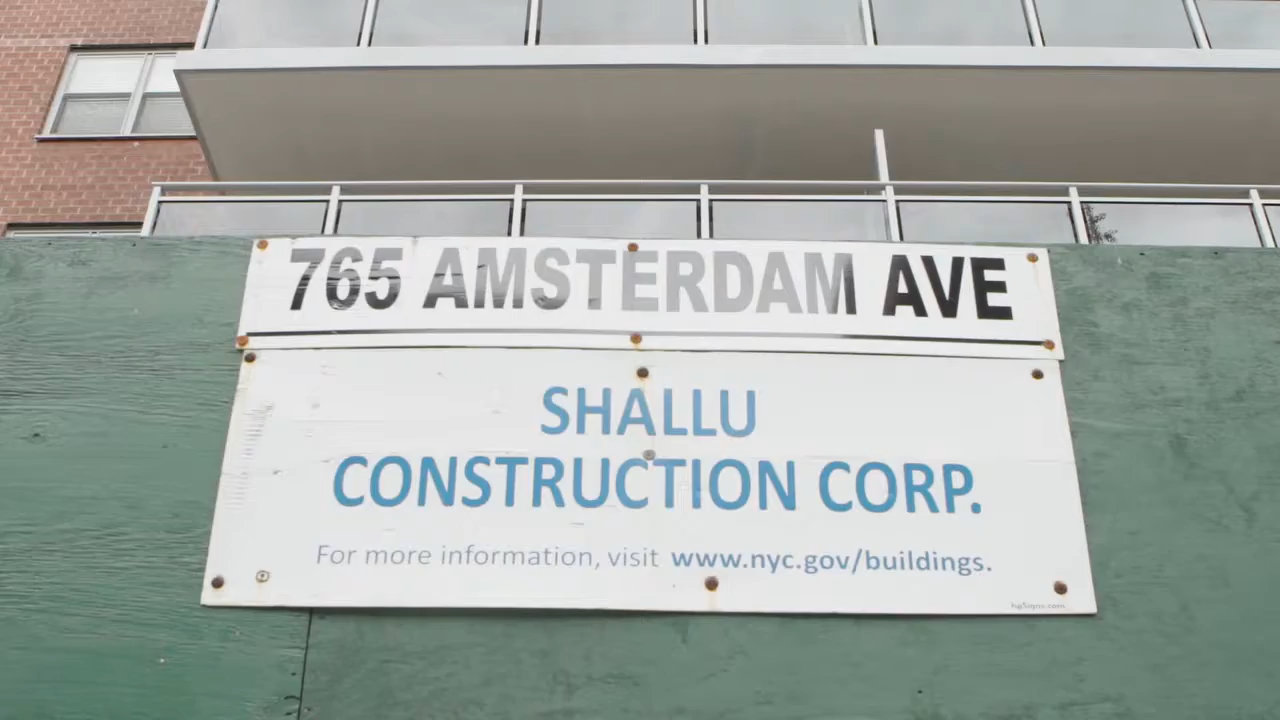 765 AMSTERDAM AVE
SHALLU
CONSTRUCTION CORP.
For more information, visit www.nyc.gov/buildings.